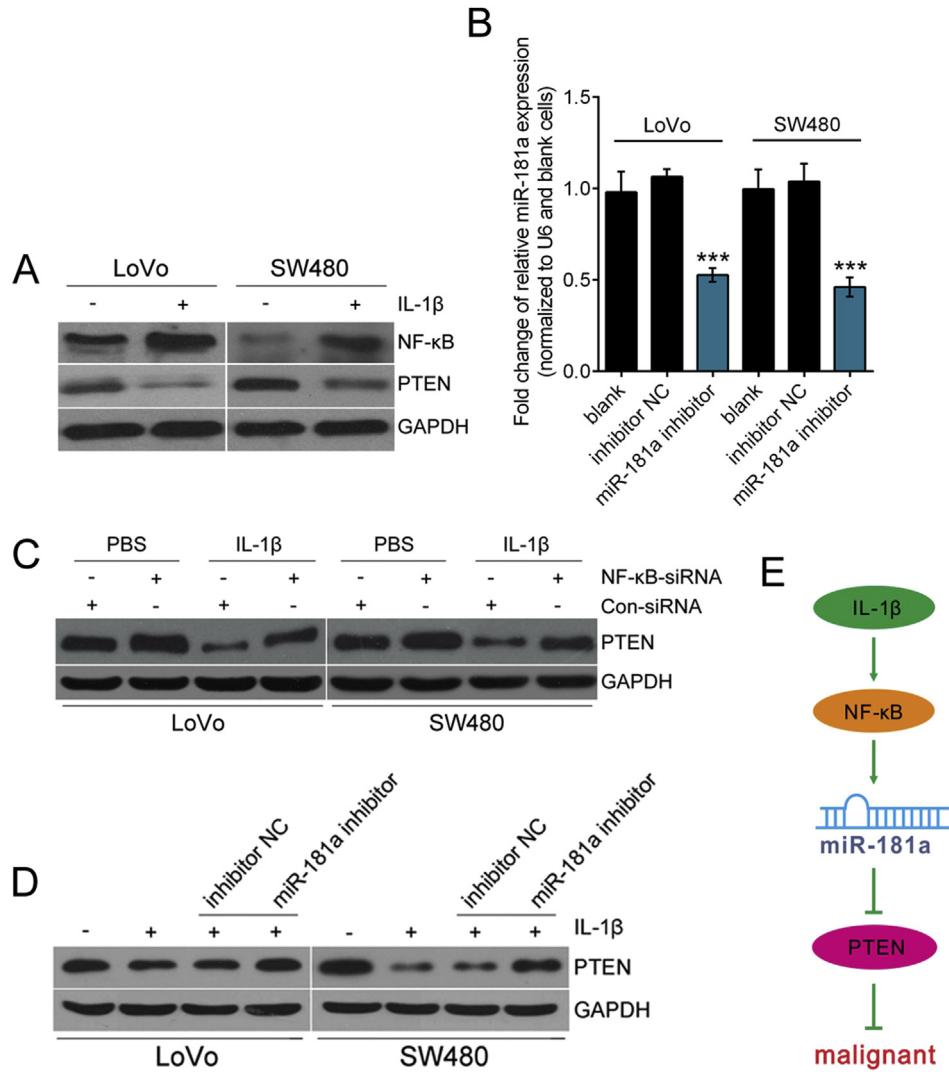 A
LoVo SW480
- + - + IL-1β
NF-κB
PTEN
GAPDH
B
Fold change of relative miR-181a expression
(normalized to U6 and blank cells)
1.5
1.0
0.5
0.0
LoVo SW480
*** ***
blank
inhibitor NC
miR-181a inhibitor
blank
inhibitor NC
miR-181a inhibitor
C
PBS IL-1β PBS IL-1β
- + - + - + - + NF-κB-siRNA
+ - + - + - + - Con-siRNA
PTEN
GAPDH
LoVo SW480
D
inhibitor NC
miR-181a inhibitor
inhibitor NC
miR-181a inhibitor
- + + + - + + + IL-1β
PTEN
GAPDH
LoVo SW480
E
IL-1β
NF-κB
miR-181a
PTEN
malignant